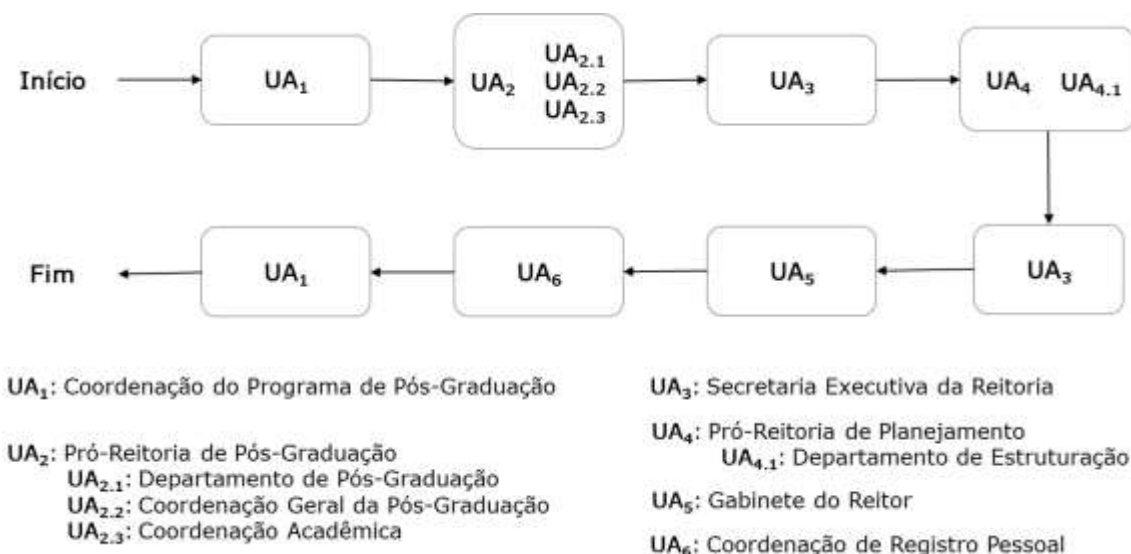 Início UA₁ UA₂ UA₂.₁ UA₃ UA₄ UA₄.₁
UA₂.₂
UA₂.₃
Fim UA₁ UA₆ UA₅ UA₃
UA₁: Coordenação do Programa de Pós-Graduação
UA₂: Pró-Reitoria de Pós-Graduação
UA₂.₁: Departamento de Pós-Graduação
UA₂.₂: Coordenação Geral da Pós-Graduação
UA₂.₃: Coordenação Acadêmica
UA₃: Secretaria Executiva da Reitoria
UA₄: Pró-Reitoria de Planejamento
UA₄.₁: Departamento de Estruturação
UA₅: Gabinete do Reitor
UA₆: Coordenação de Registro Pessoal